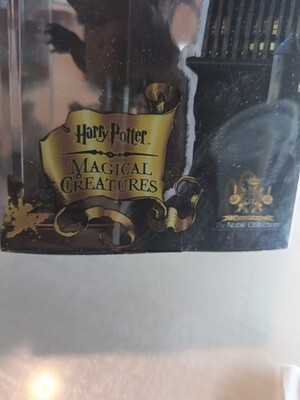 Harry Potter
MAGICAL
CREATURES
The Noble Collection